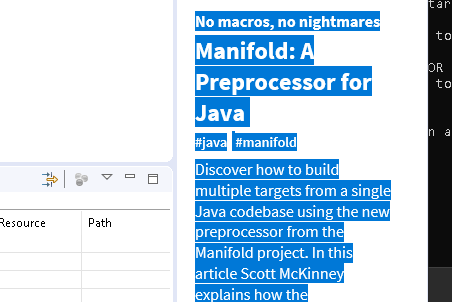 No macros, no nightmares
Manifold: A
Preprocessor for
Java
#java #manifold
Discover how to build
multiple targets from a single
Java codebase using the new
preprocessor from the
Manifold project. In this
article Scott McKinney
explains how the
Resource Path
to
OR
to